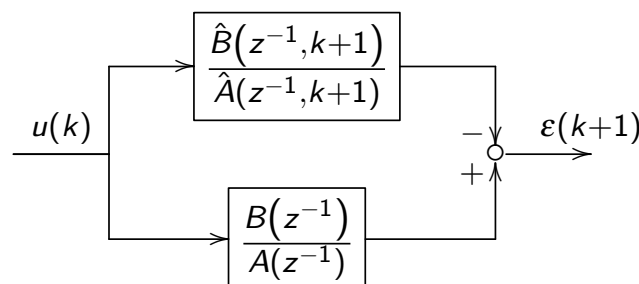 B̂(z⁻¹,k+1)
Â(z⁻¹,k+1)
u(k)
−
ε(k+1)
+
B(z⁻¹)
A(z⁻¹)